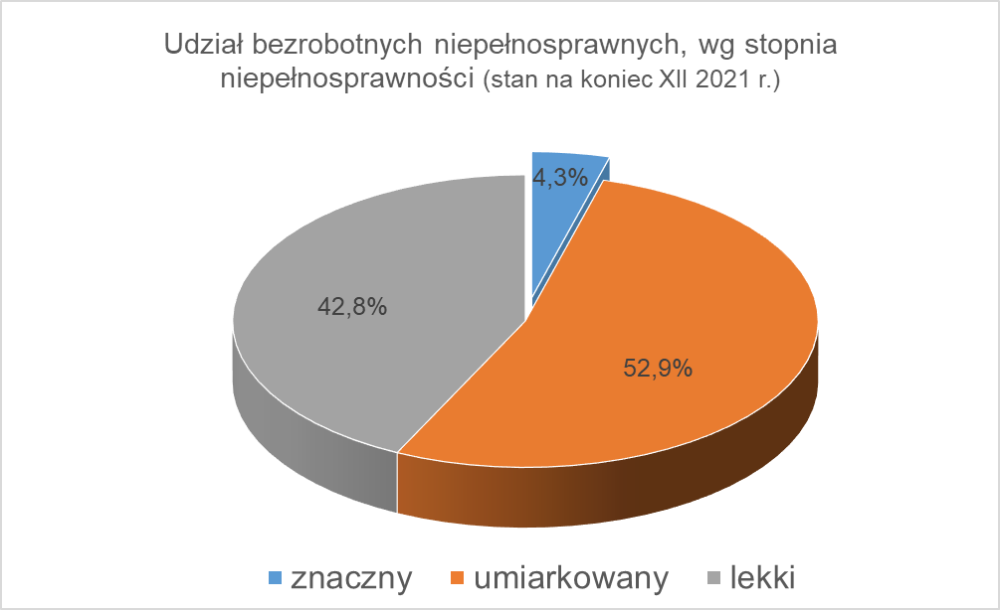 Udział bezrobotnych niepełnosprawnych, wg stopnia
niepełnosprawności (stan na koniec XII 2021 r.)
4,3%
42,8%
52,9%
znaczny umiarkowany lekki